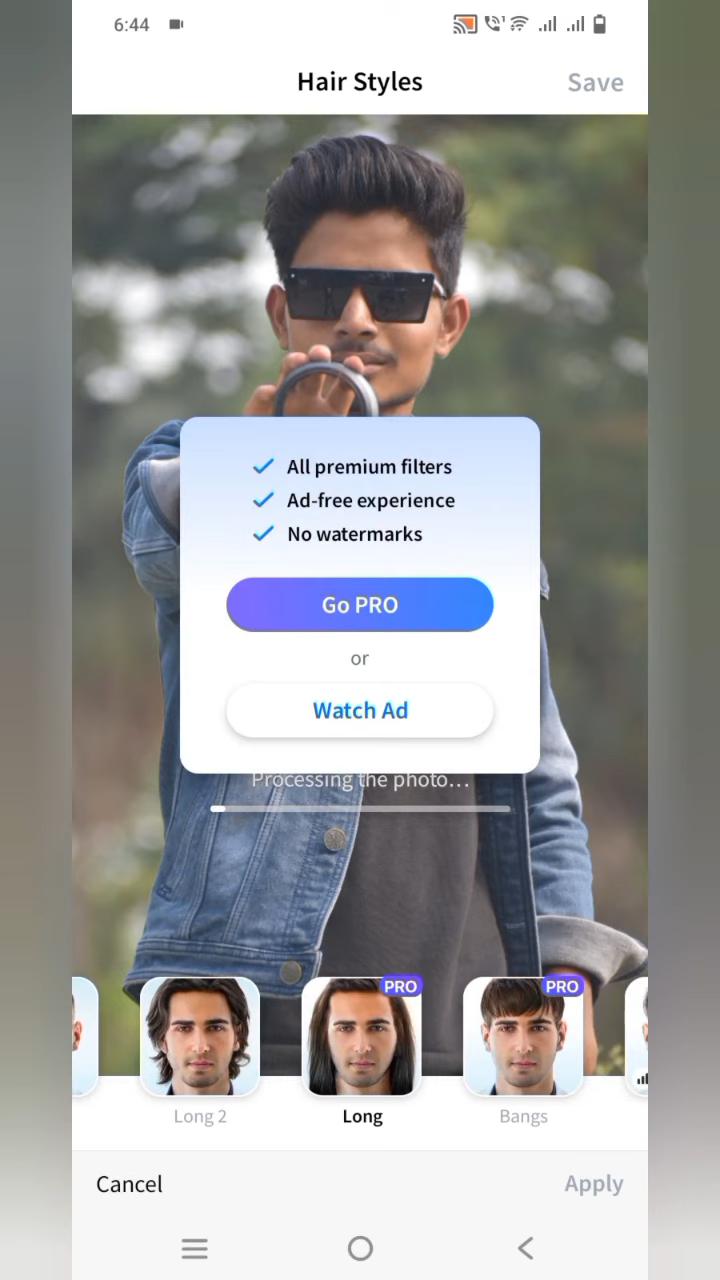 6:44
Hair Styles
Save
All premium filters
Ad-free experience
No watermarks
Go PRO
or
Watch Ad
Processing the photo...
PRO
PRO
Long 2
Long
Bangs
Cancel
Apply